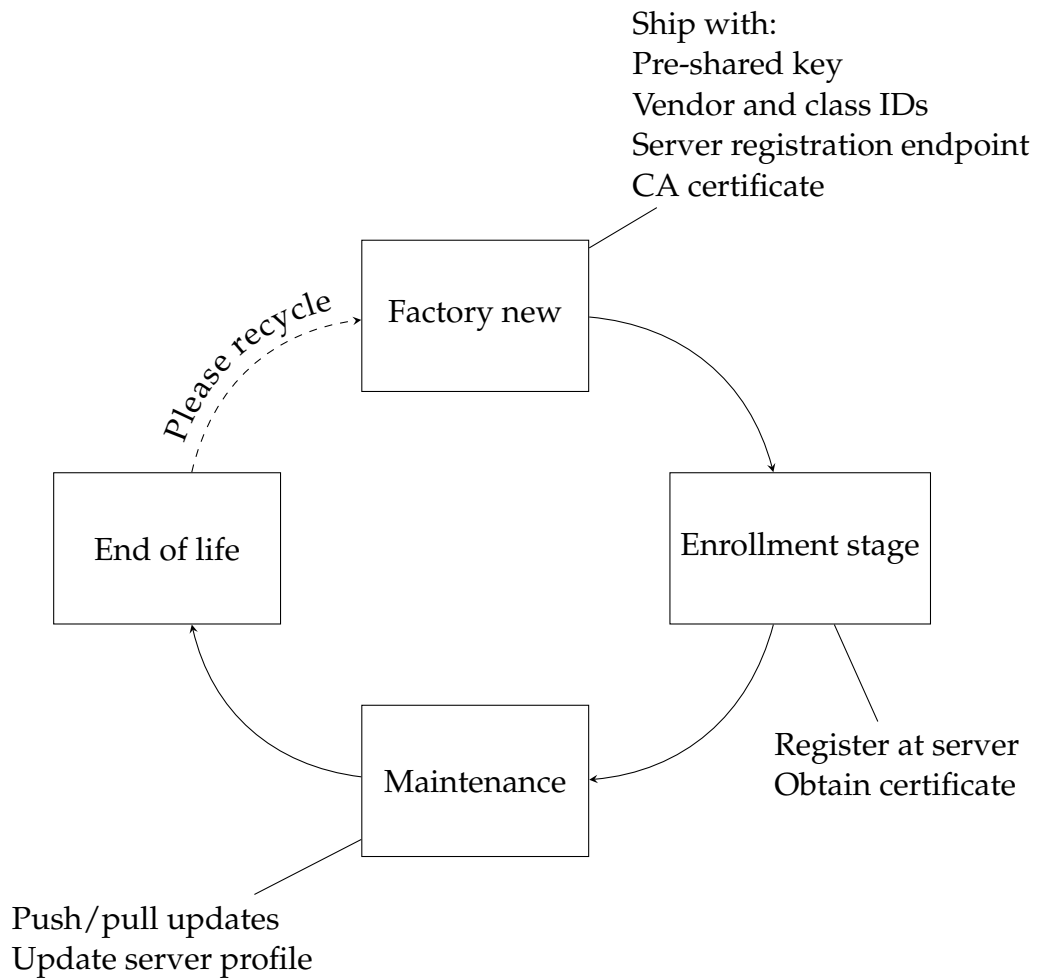 Ship with:
Pre-shared key
Vendor and class IDs
Server registration endpoint
CA certificate
Factory new
Please recycle
End of life
Enrollment stage
Register at server
Obtain certificate
Maintenance
Push/pull updates
Update server profile